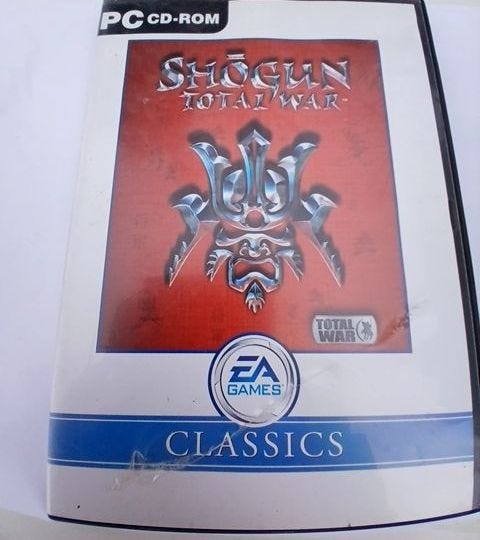 PC CD-ROM
SHŌGUN
TOTAL WAR
TOTAL
WAR
EA
GAMES
CLASSICS